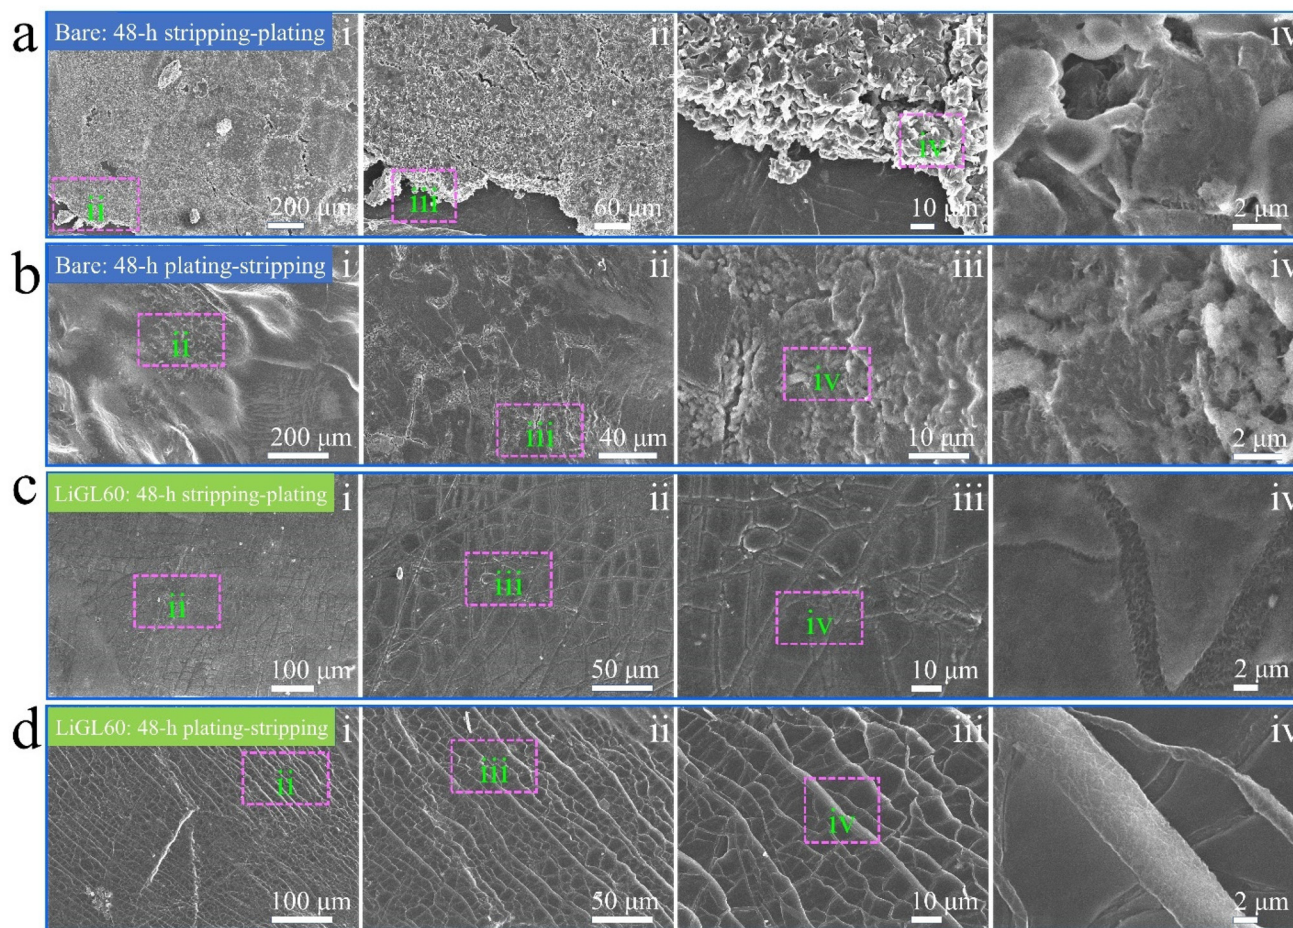 a
Bare: 48-h stripping-plating
i
ii
200 μm
ii
iii
60 μm
iii
iv
10 μm
iv
2 μm
b
Bare: 48-h plating-stripping
i
ii
200 μm
ii
iii
40 μm
iii
iv
10 μm
iv
2 μm
c
LiGL60: 48-h stripping-plating
i
ii
100 μm
ii
iii
50 μm
iii
iv
10 μm
iv
2 μm
d
LiGL60: 48-h plating-stripping
i
ii
100 μm
ii
iii
50 μm
iii
iv
10 μm
iv
2 μm